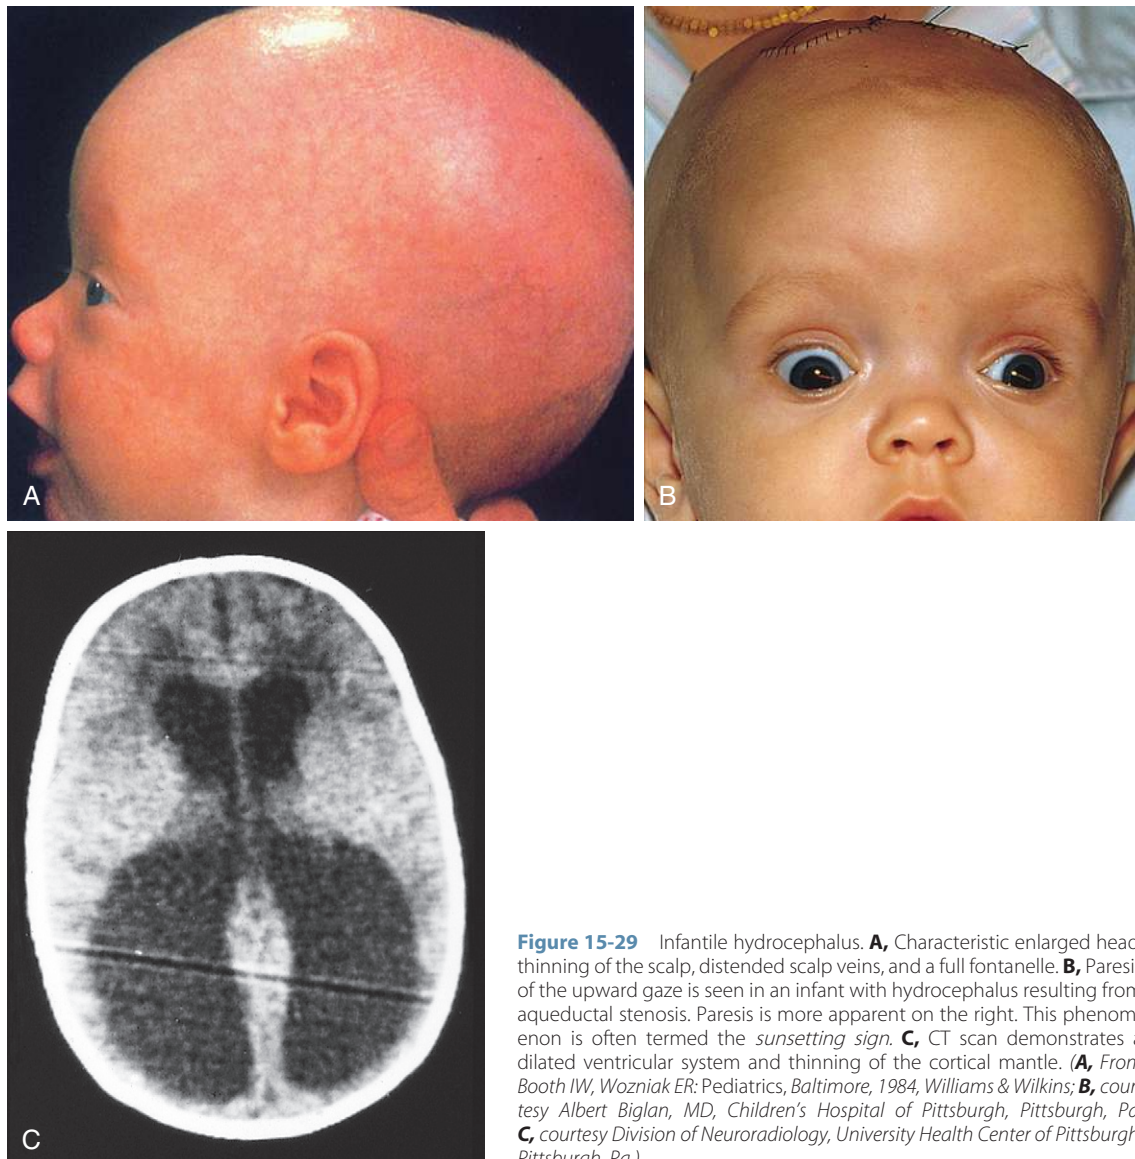 A
B
C
Figure 15-29 Infantile hydrocephalus. A, Characteristic enlarged head,
thinning of the scalp, distended scalp veins, and a full fontanelle. B, Paresi
of the upward gaze is seen in an infant with hydrocephalus resulting from
aqueductal stenosis. Paresis is more apparent on the right. This phenom-
enon is often termed the sunsetting sign. C, CT scan demonstrates a
dilated ventricular system and thinning of the cortical mantle. (A, From
Booth IW, Wozniak ER: Pediatrics, Baltimore, 1984, Williams & Wilkins; B, cour-
tesy Albert Biglan, MD, Children's Hospital of Pittsburgh, Pittsburgh, Pa
C, courtesy Division of Neuroradiology, University Health Center of Pittsburgh
Pittsburgh, Pa.)